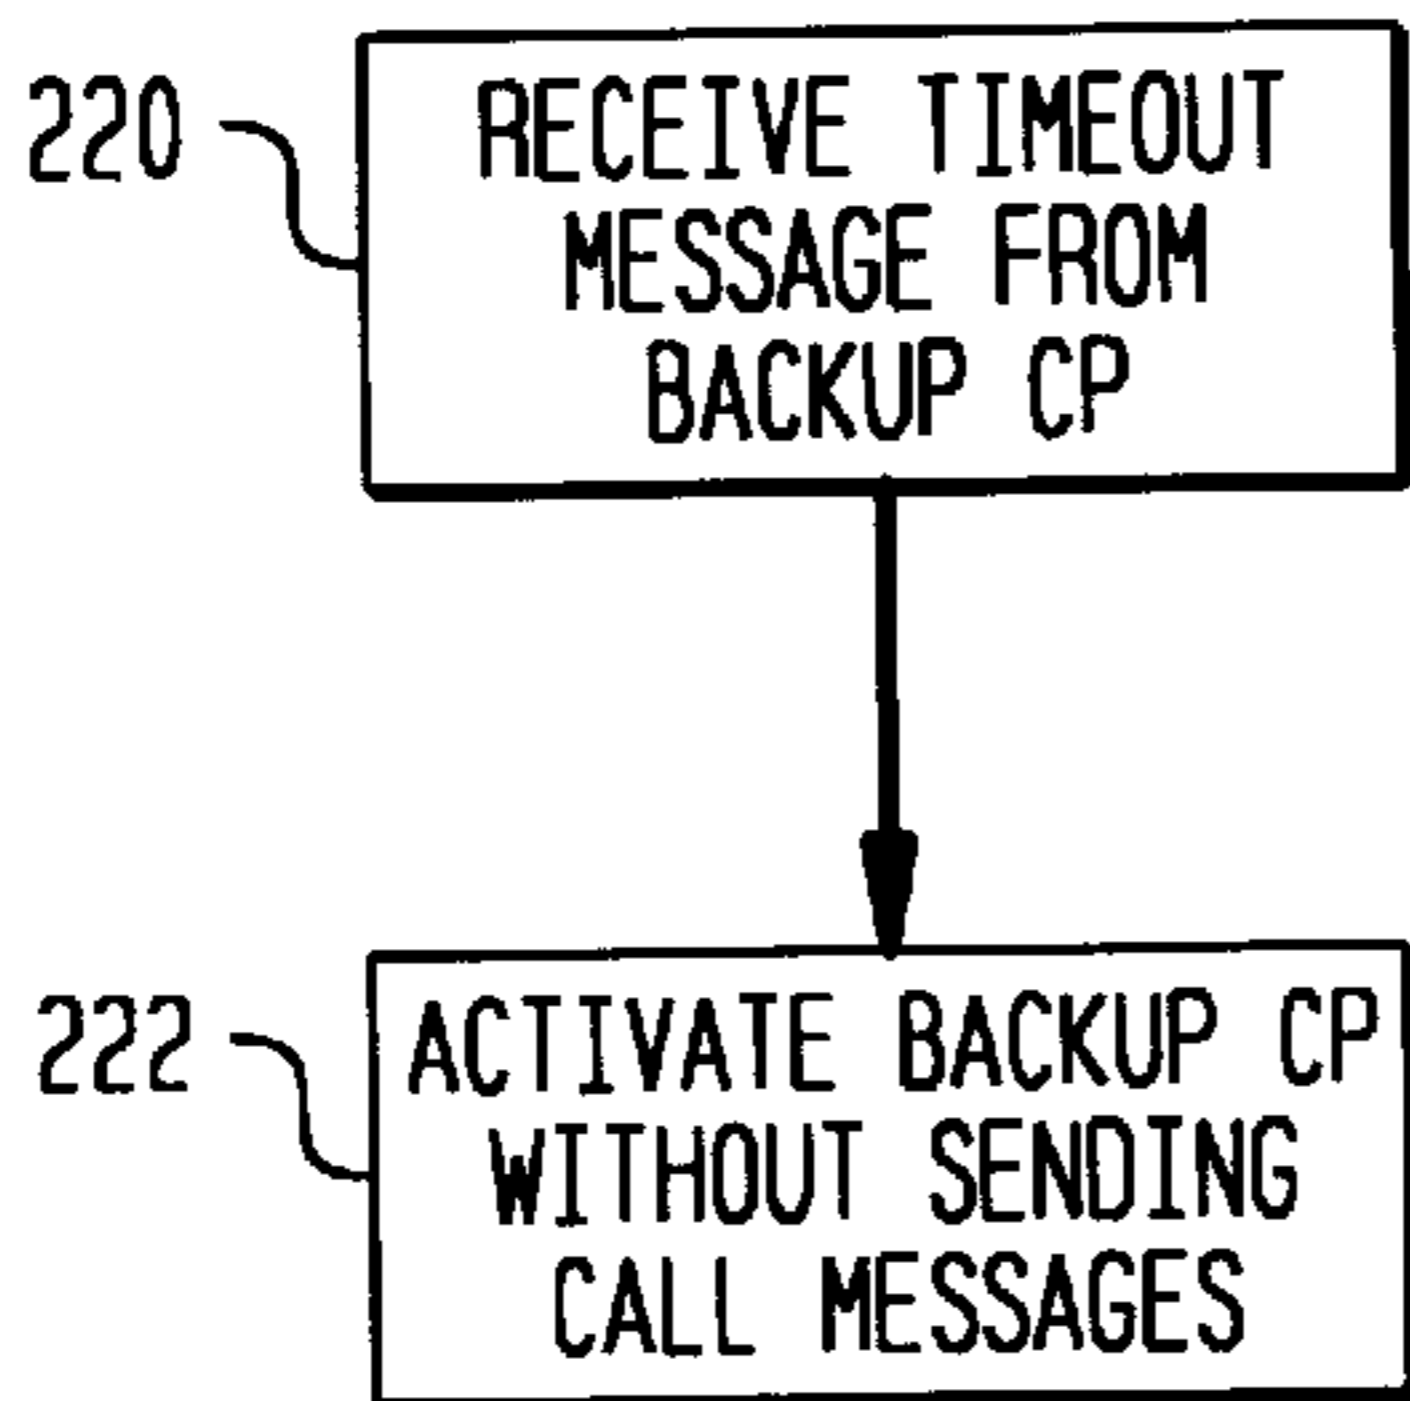 220
RECEIVE TIMEOUT
MESSAGE FROM
BACKUP CP
222
ACTIVATE BACKUP CP
WITHOUT SENDING
CALL MESSAGES